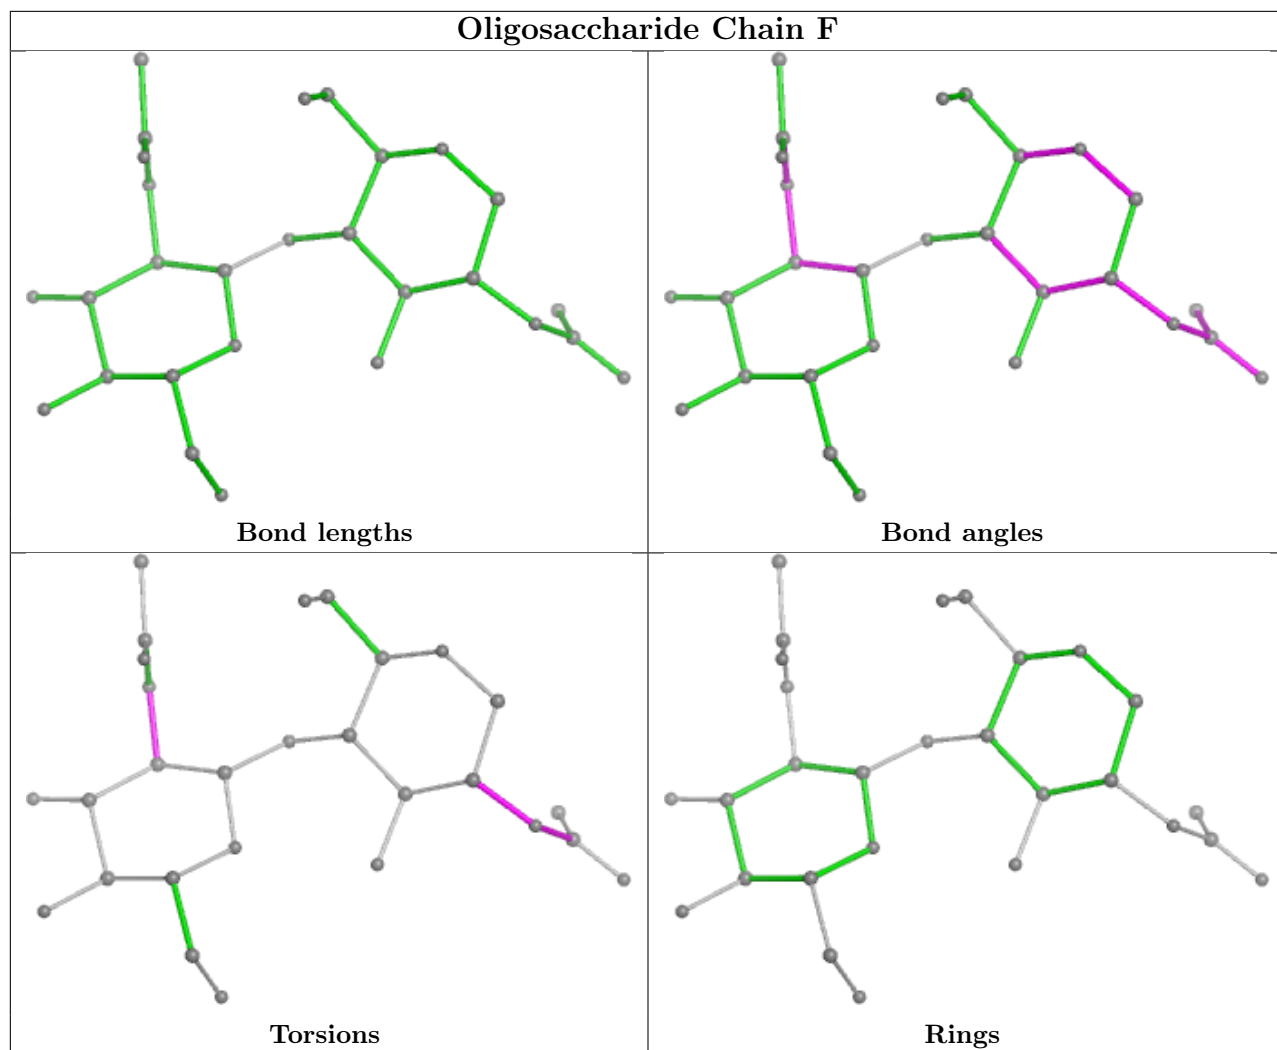 Oligosaccharide Chain F
Bond lengths
Bond angles
Torsions
Rings